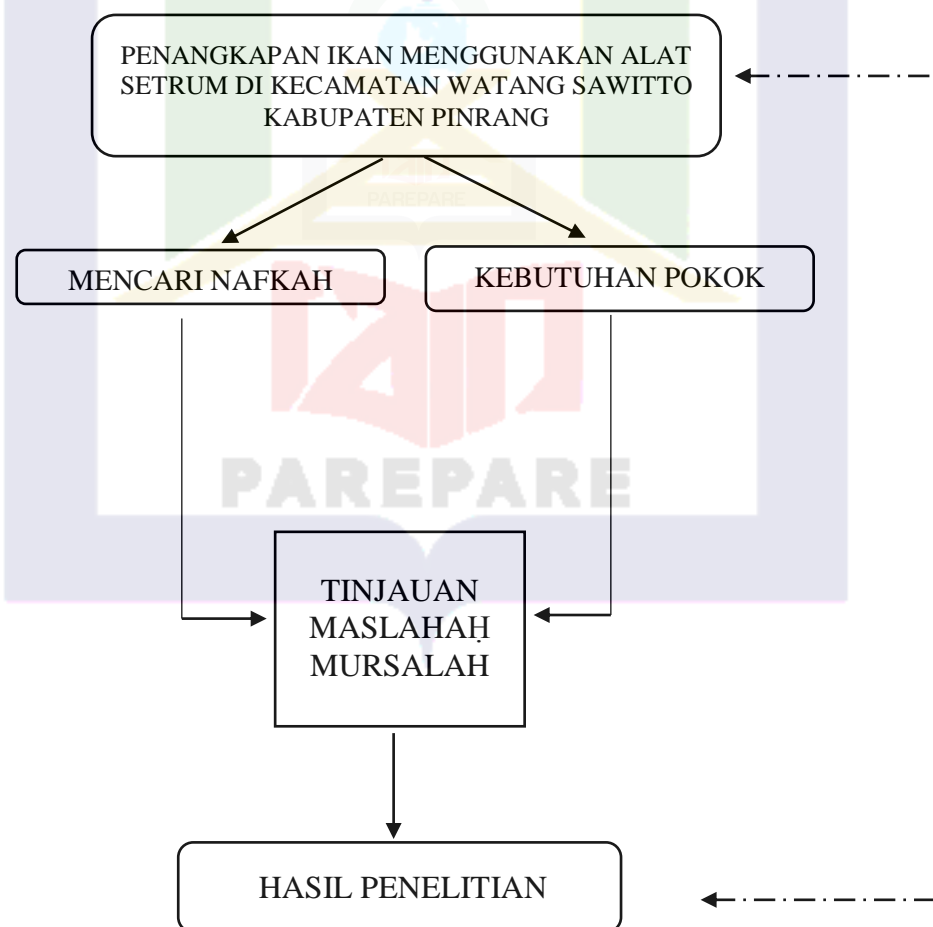 PENANGKAPAN IKAN MENGGUNAKAN ALAT
SETRUM DI KECAMATAN WATANG SAWITTO
KABUPATEN PINRANG
PAREPARE
MENCARI NAFKAH
KEBUTUHAN POKOK
PAREPARE
TINJAUAN
MASLAHAḤ
MURSALAH
HASIL PENELITIAN